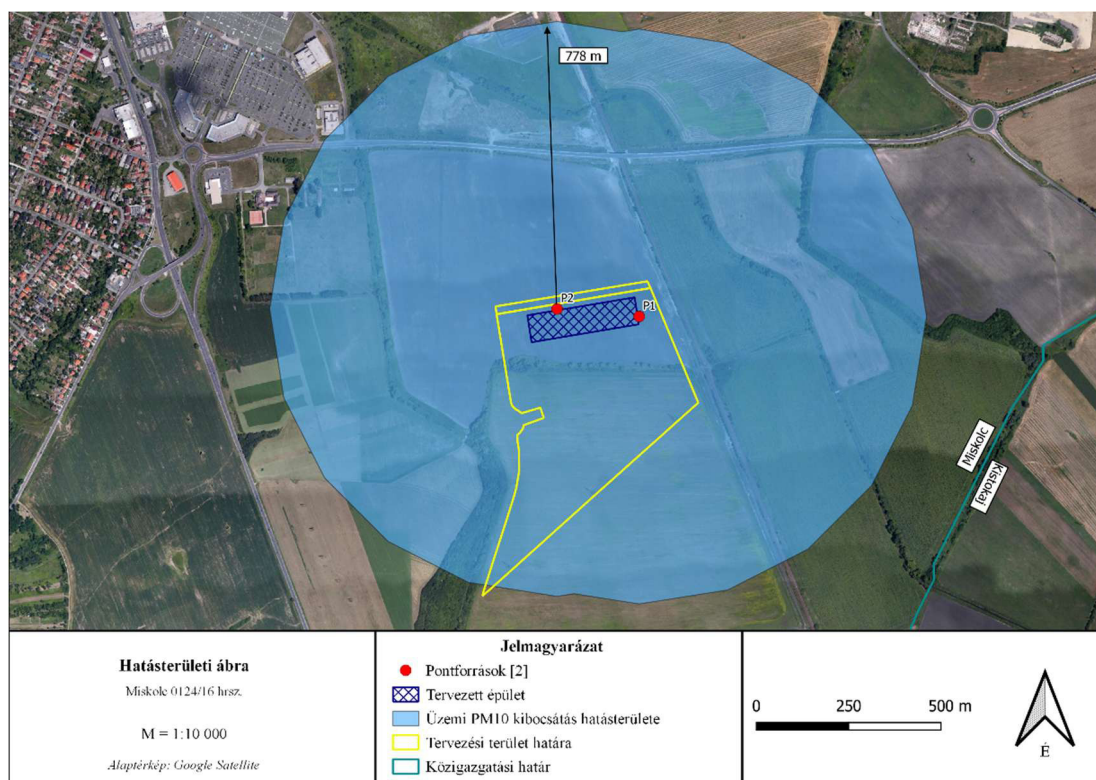 778 m
P2
P1
Miskolc
Kistokaj
Hatásterületi ábra
Miskolc 0124/16 hrsz.
M = 1:10 000
Alaptérkép: Google Satellite
Jelmagyarázat
Pontforrások [2]
Tervezett épület
Üzemi PM10 kibocsátás hatásterülete
Tervezési terület határa
Közigazgatási határ
0 250 500 m
É